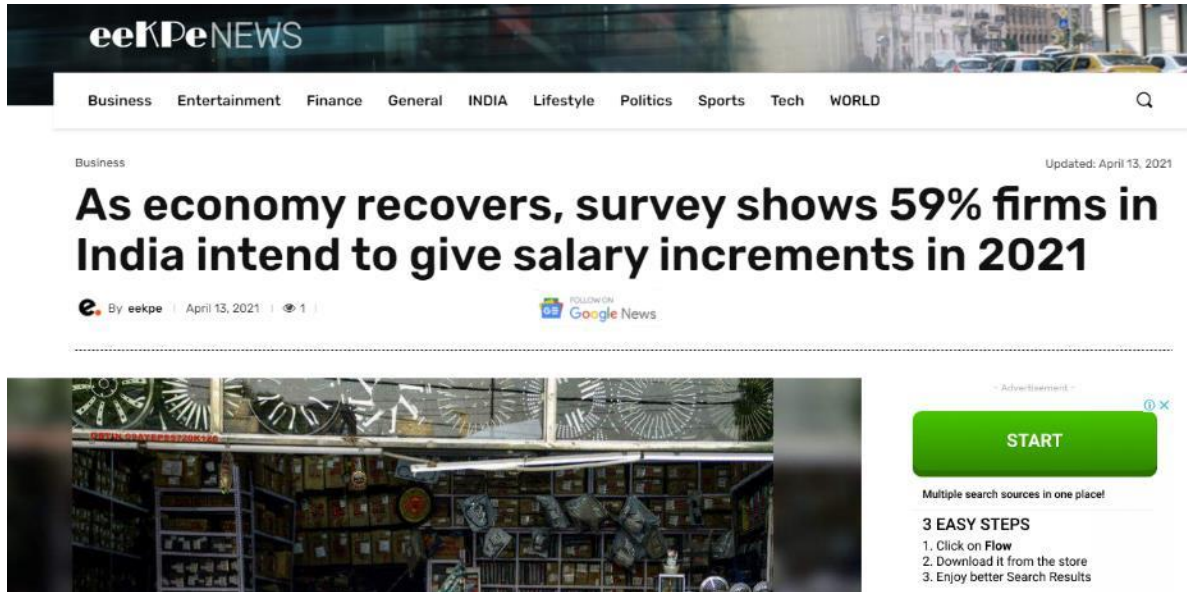 eeKPeNEWS
Business Entertainment Finance General INDIA Lifestyle Politics Sports Tech WORLD
Business
Updated: April 13, 2021
As economy recovers, survey shows 59% firms in
India intend to give salary increments in 2021
e. By eekpe April 13, 2021 1
FOLLOW ON
GE Google News
- Advertisement -
START
Multiple search sources in one place!
3 EASY STEPS
1. Click on Flow
2. Download it from the store
3. Enjoy better Search Results